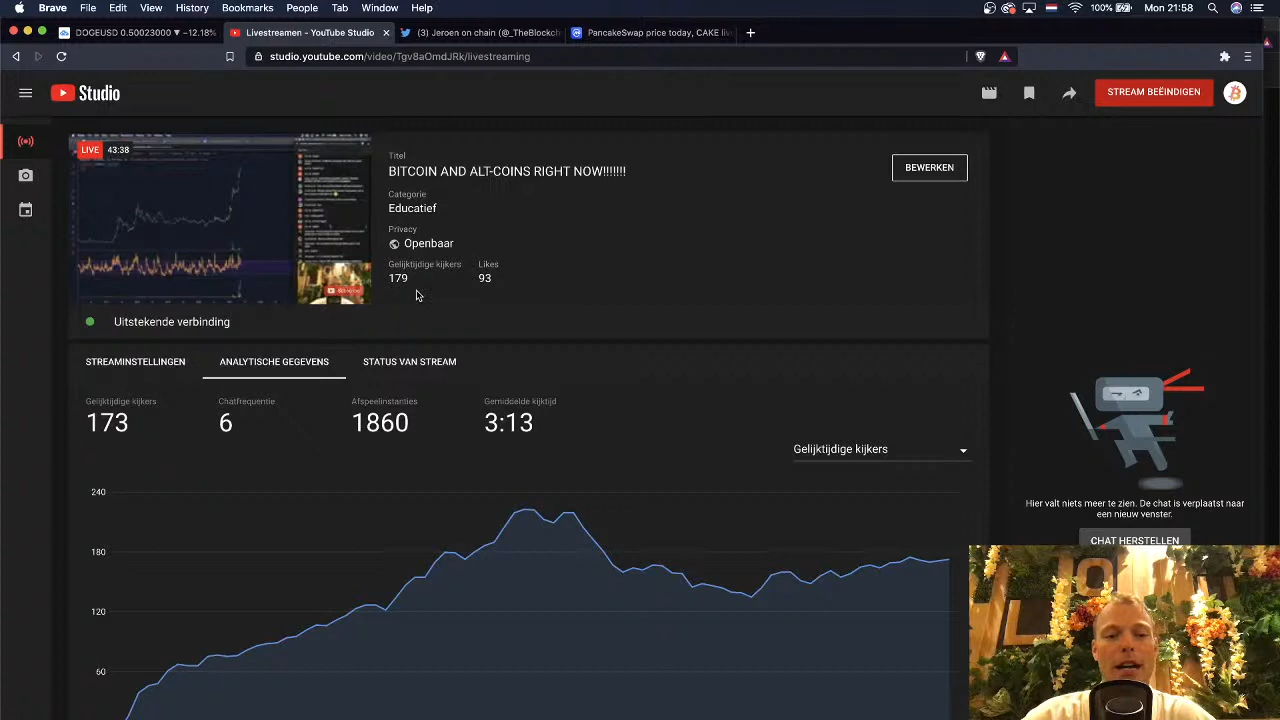 Brave File Edit View History Bookmarks People Tab Window Help 100% Mon 21:58
DOGEUSD 0.50023000 ▼ −12.18% Livestreamen - YouTube Studio (3) Jeroen on chain (@_TheBlockch PancakeSwap price today, CAKE liv
studio.youtube.com/video/Tgv8aOmdJRk/livestreaming
Studio STREAM BEËINDIGEN
LIVE 43:38
Titel
BITCOIN AND ALTCOINS RIGHT NOW!!!!
Categorie
Educatief
Privacy
Openbaar
Gelijktijdige kijkers Likes
179 93
BEWERKEN
Uitstekende verbinding
STREAMINSTELLINGEN ANALYTISCHE GEGEVENS STATUS VAN STREAM
Gelijktijdige kijkers Chatfrequentie Afspeelinstanties Gemiddelde kijktijd
173 6 1860 3:13
Gelijktijdige kijkers
240
180
120
60
Hier valt niets meer te zien. De chat is verplaatst naar
een nieuw venster.
CHAT HERSTELLEN